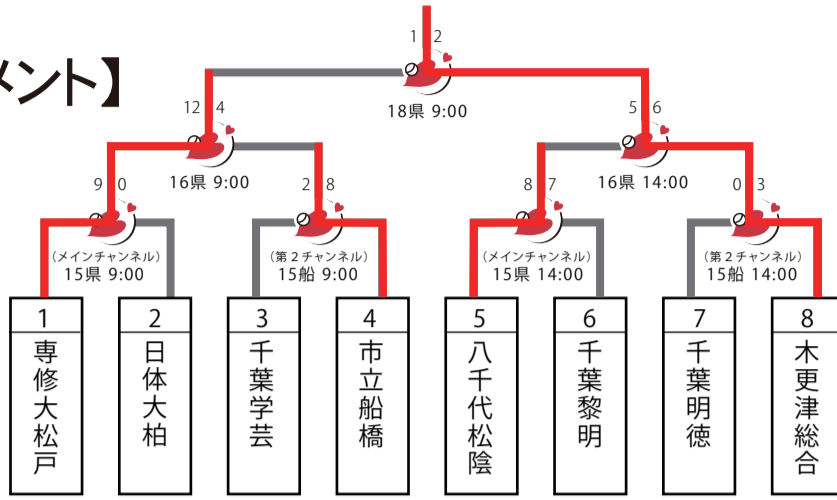 メント】
1 2
18県 9:00
12 4
5 6
16県 9:00
16県 14:00
9 0
2 8
8 7
0 3
(メインチャンネル)
15県 9:00
(第2チャンネル)
15船 9:00
(メインチャンネル)
15県 14:00
(第2チャンネル)
15船 14:00
1
専修大松戸
2
日体大柏
3
千葉学芸
4
市立船橋
5
八千代松陰
6
千葉黎明
7
千葉明徳
8
木更津総合